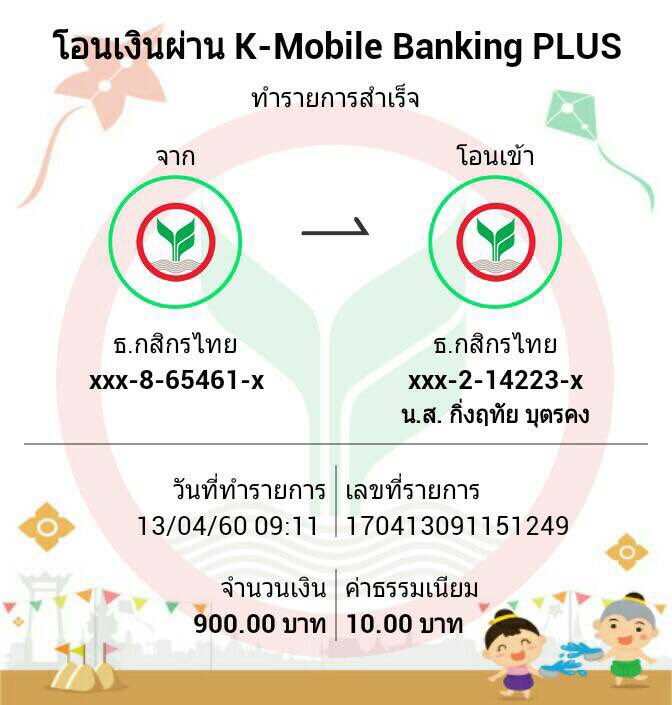 โอนเงินผ่าน K-Mobile Banking PLUS
ทำรายการสำเร็จ
จาก
โอนเข้า
ธ.กสิกรไทย
xxx-8-65461-x
ธ.กสิกรไทย
xxx-2-14223-x
น.ส. กิ่งฤทัย บุตรคง
วันที่ทำรายการ
13/04/60 09:11
เลขที่รายการ
170413091151249
จำนวนเงิน
900.00 บาท
ค่าธรรมเนียม
10.00 บาท